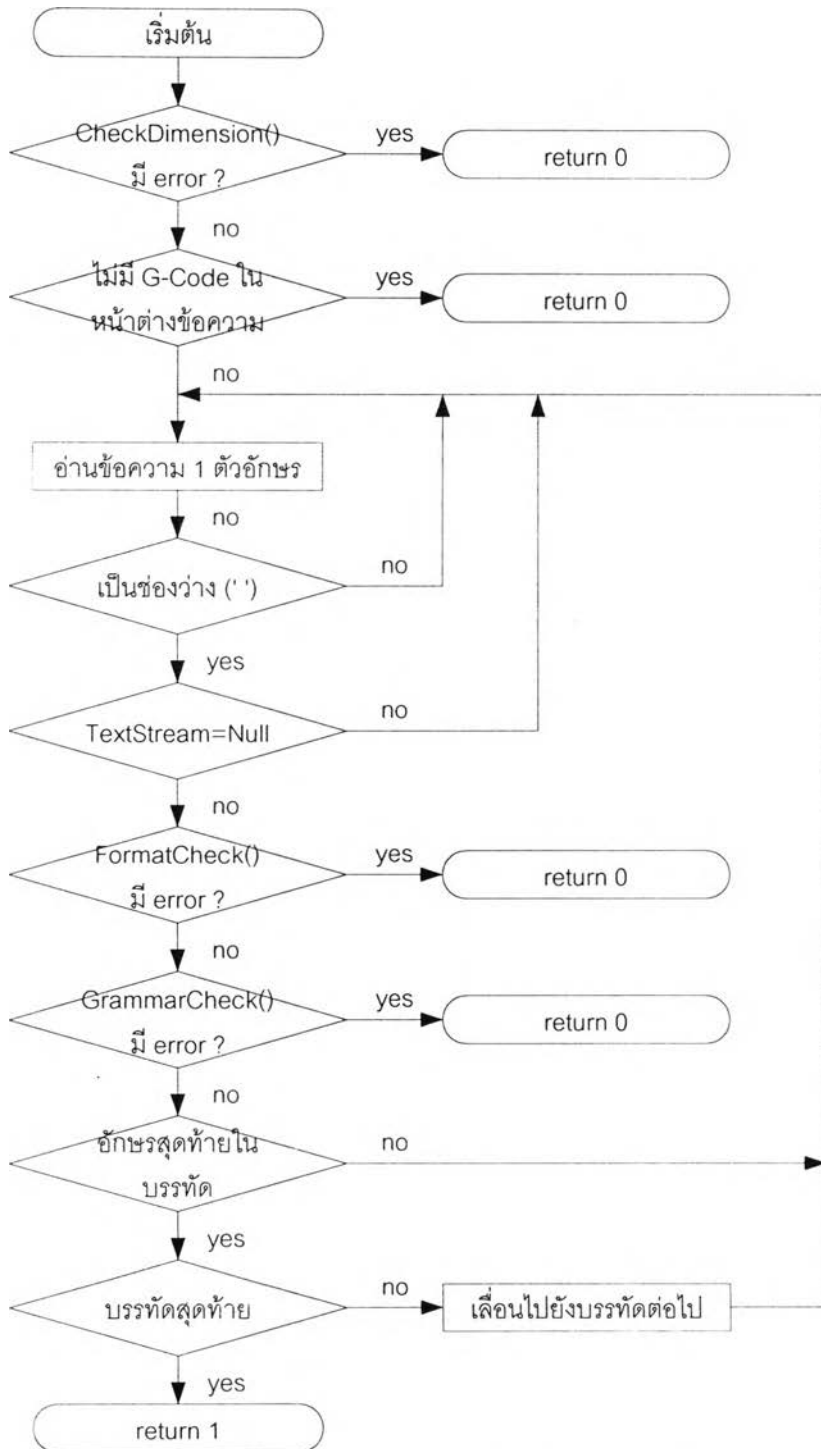 เริ่มต้น
CheckDimension()
มี error ?
yes
return 0
no
ไม่มี G-Code ใน
หน้าต่างข้อความ
yes
return 0
no
อ่านข้อความ 1 ตัวอักษร
no
เป็นช่องว่าง (' ')
no
yes
TextStream=Null
no
no
FormatCheck()
มี error ?
yes
return 0
no
GrammarCheck()
มี error ?
yes
return 0
no
อักษรสุดท้ายใน
บรรทัด
no
yes
บรรทัดสุดท้าย
no
เลื่อนไปยังบรรทัดต่อไป
yes
return 1